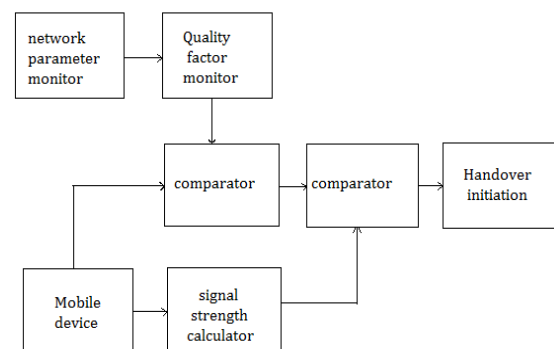 network
parameter
monitor
Quality
factor
monitor
comparator
comparator
Handover
initiation
Mobile
device
signal
strength
calculator